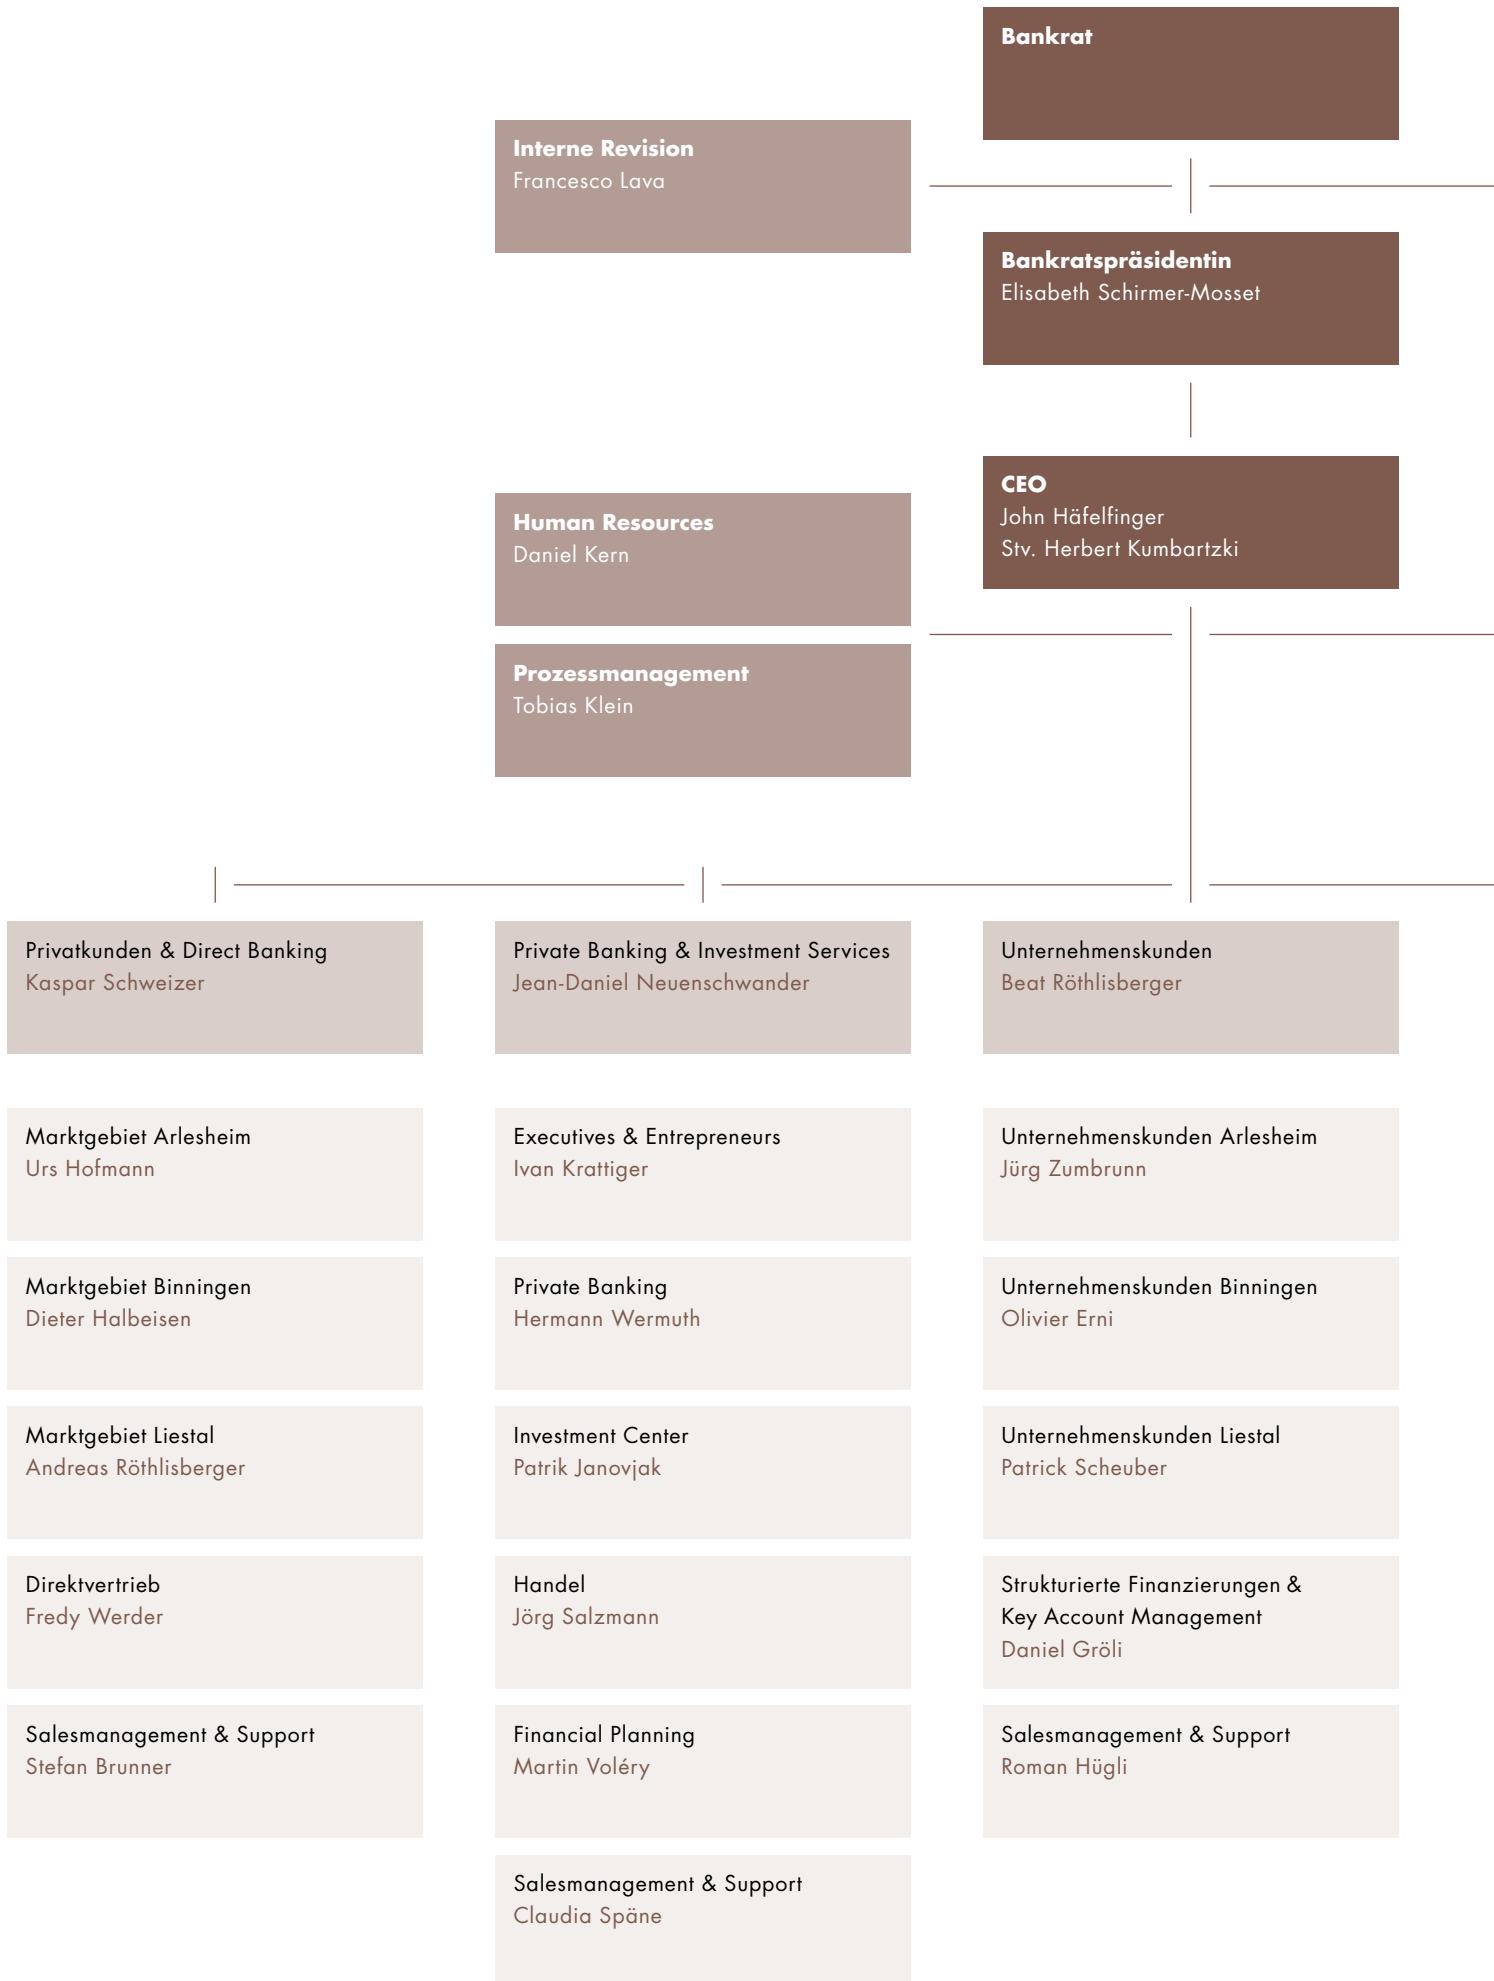 Bankrat
Interne Revision
Francesco Lava
Bankratspräsidentin
Elisabeth Schirmer-Mosset
CEO
John Häfelfinger
Stv. Herbert Kumbartzki
Human Resources
Daniel Kern
Prozessmanagement
Tobias Klein
Privatkunden & Direct Banking
Kaspar Schweizer
Marktgebiet Arlesheim
Urs Hofmann
Marktgebiet Binningen
Dieter Halbeisen
Marktgebiet Liestal
Andreas Röthlisberger
Direktvertrieb
Fredy Werder
Salesmanagement & Support
Stefan Brunner
Private Banking & Investment Services
Jean-Daniel Neuenschwander
Executives & Entrepreneurs
Ivan Krattiger
Private Banking
Hermann Wermuth
Investment Center
Patrik Janovjak
Handel
Jörg Salzmann
Financial Planning
Martin Voléry
Salesmanagement & Support
Claudia Späne
Unternehmenskunden
Beat Röthlisberger
Unternehmenskunden Arlesheim
Jürg Zumbrunn
Unternehmenskunden Binningen
Olivier Erni
Unternehmenskunden Liestal
Patrick Scheuber
Strukturierte Finanzierungen &
Key Account Management
Daniel Gröli
Salesmanagement & Support
Roman Hügli